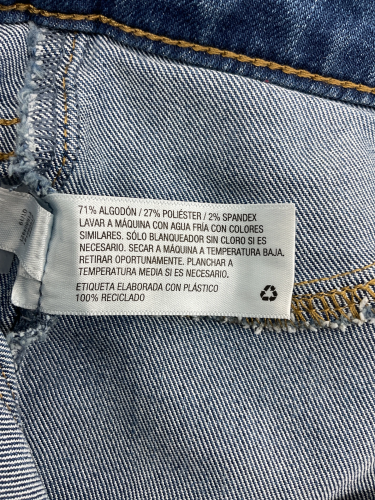 71% ALGODÓN / 27% POLIÉSTER / 2% SPANDEX
LAVAR A MÁQUINA CON AGUA FRÍA CON COLORES
SIMILARES. SÓLO BLANQUEADOR SIN CLORO SI ES
NECESARIO. SECAR A MÁQUINA A TEMPERATURA BAJA.
RETIRAR OPORTUNAMENTE. PLANCHAR A
TEMPERATURA MEDIA SI ES NECESARIO.
ETIQUETA ELABORADA CON PLÁSTICO
100% RECICLADO